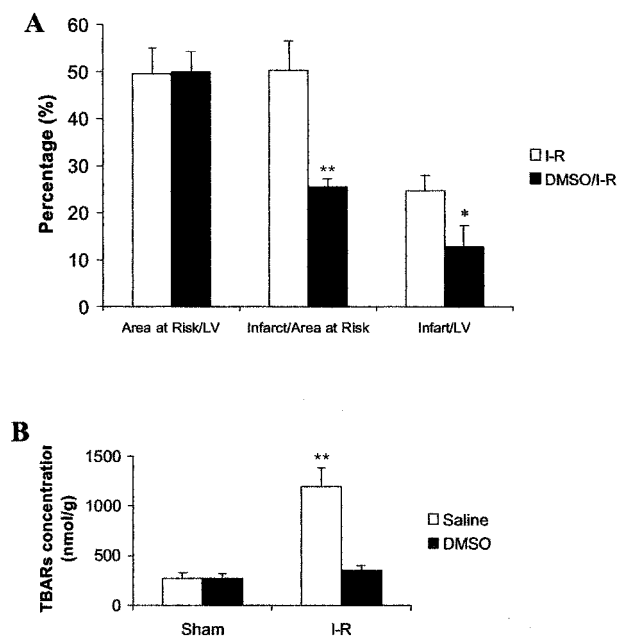 A
60
50
40
30
20
10
0
Percentage (%)
**
*
I-R
DMSO/I-R
Area at Risk/LV Infarct/Area at Risk Infart/LV
B
1500
1000
500
0
TBARs concentration
(nmol/g)
**
Saline
DMSO
Sham I-R